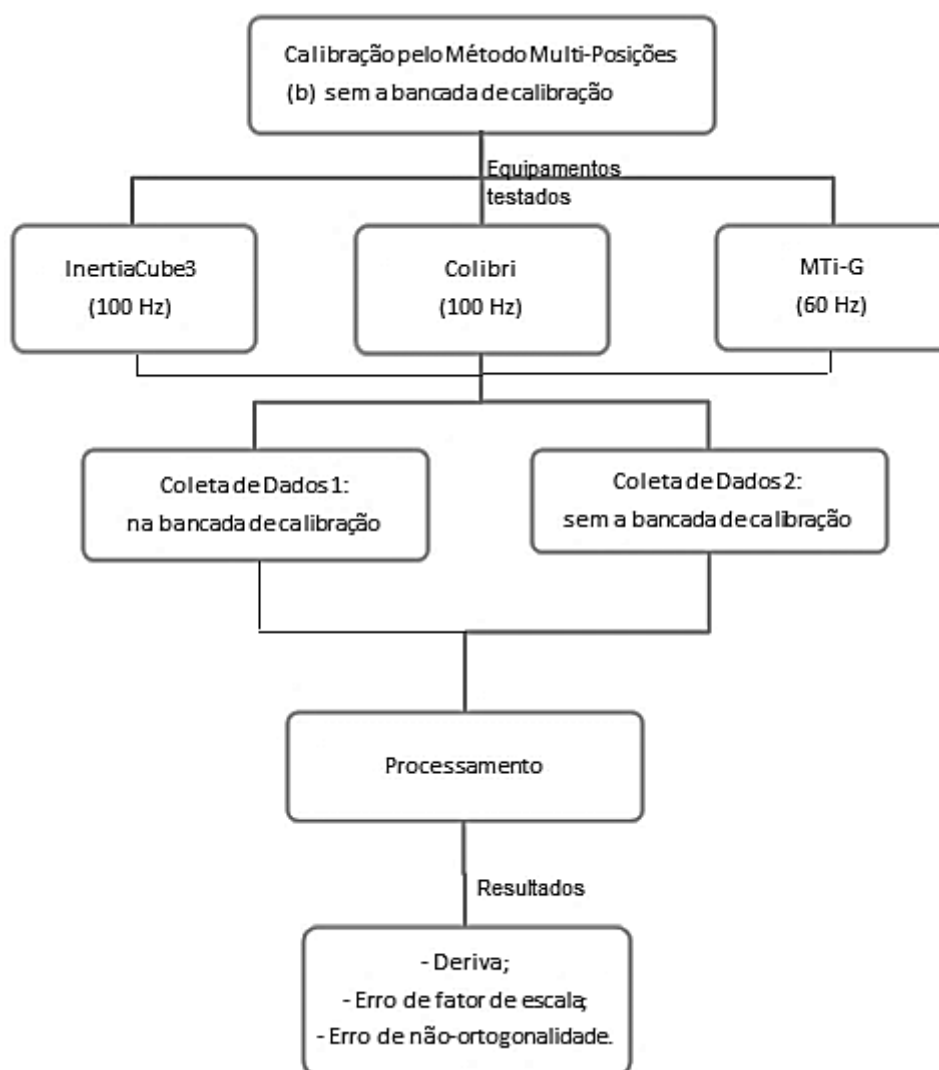 Calibração pelo Método Multi-Posições
(b) sem a bancada de calibração
Equipamentos
testados
InertiaCube3
(100 Hz)
Colibri
(100 Hz)
MTi-G
(60 Hz)
Coleta de Dados 1:
na bancada de calibração
Coleta de Dados 2:
sem a bancada de calibração
Processamento
Resultados
- Deriva;
- Erro de fator de escala;
- Erro de não-ortogonalidade.